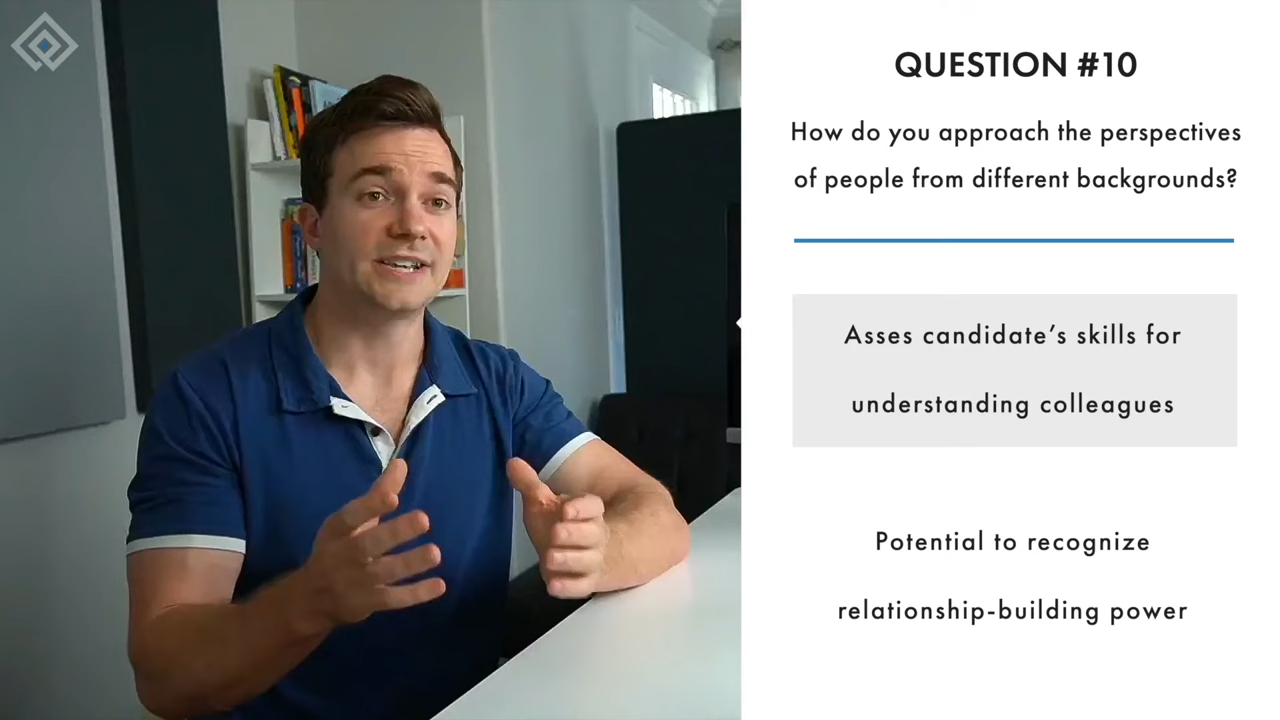 QUESTION #10
How do you approach the perspectives
of people from different backgrounds?
Asses candidate’s skills for
understanding colleagues
Potential to recognize
relationship-building power